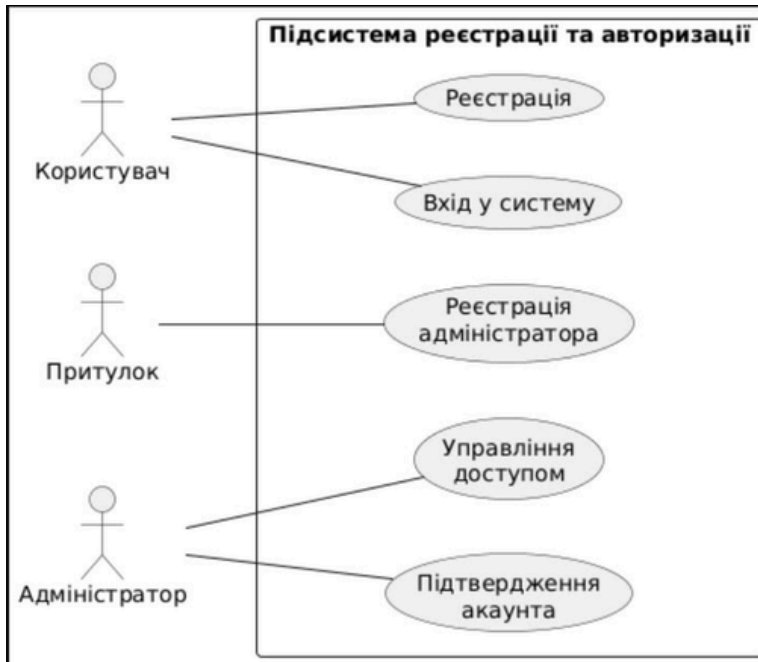 Підсистема реєстрації та авторизації
Реєстрація
Користувач
Вхід у систему
Реєстрація
адміністратора
Притулок
Управління
доступом
Адміністратор
Підтвердження
акаунта